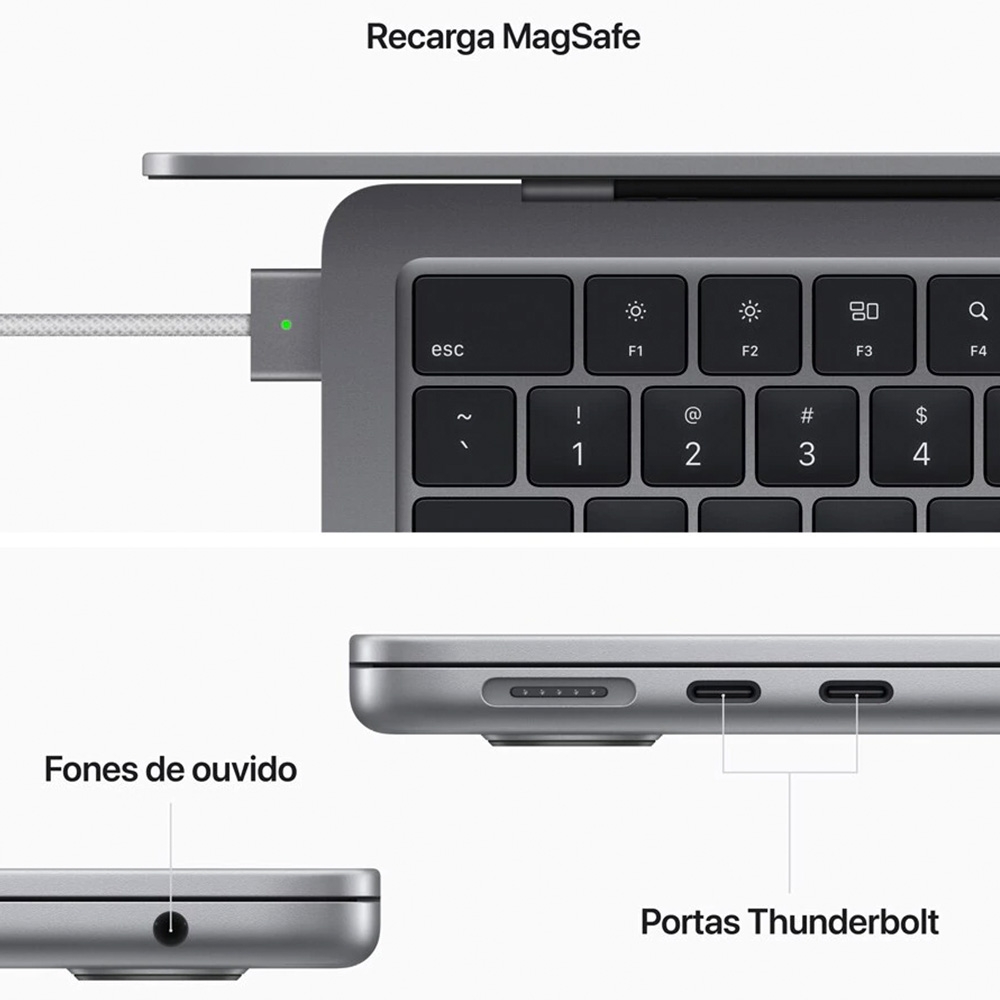 Recarga MagSafe
esc
F1
F2
F3
F4
~
!
@
#
$
`
1
2
3
4
Fones de ouvido
Portas Thunderbolt